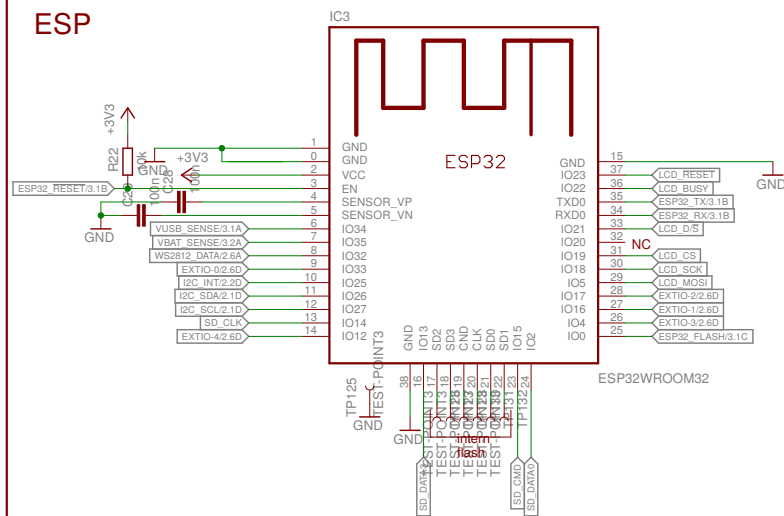 ESP
IC3
+3V3
R22
10k
GND
+3V3
C28
100n
100n
ESP32_RESET/3.1B
GND
VUSB_SENSE/3.1A
VBAT_SENSE/3.2A
WS2812_DATA/2.6A
EXTIO-0/2.6D
I2C_INT/2.2D
I2C_SDA/2.1D
I2C_SCL/2.1D
SD_CLK
EXTIO-4/2.6D
1 GND
0 GND
2 VCC
3 EN
4 SENSOR_VP
5 SENSOR_VN
6 IO34
7 IO35
8 IO32
9 IO33
10 IO25
11 IO26
12 IO27
13 IO14
14 IO12
ESP32
GND 15
IO23 37 LCD_RESET
IO22 36 LCD_BUSY
TXD0 35 ESP32_TX/3.1B
RXD0 34 ESP32_RX/3.1B
IO21 33 LCD_D/S
IO20 32 NC
IO19 31 LCD_CS
IO18 30 LCD_SCK
IO5 29 LCD_MOSI
IO17 28 EXTIO-2/2.6D
IO16 27 EXTIO-1/2.6D
IO4 26 EXTIO-3/2.6D
IO0 25 ESP32_FLASH/3.1C
GND
GND 38
IO13 16
SD2 17
SD3 18
CND 19
CLK 20
SD0 21
SD1 22
IO15 23
IO2 24
ESP32WROOM32
TP125
TEST-POINT3
GND
GND
TEST-POINT3
TEST-POINT3
TP131
TP132
intern
flash
SD_CMD
SD_DATA0